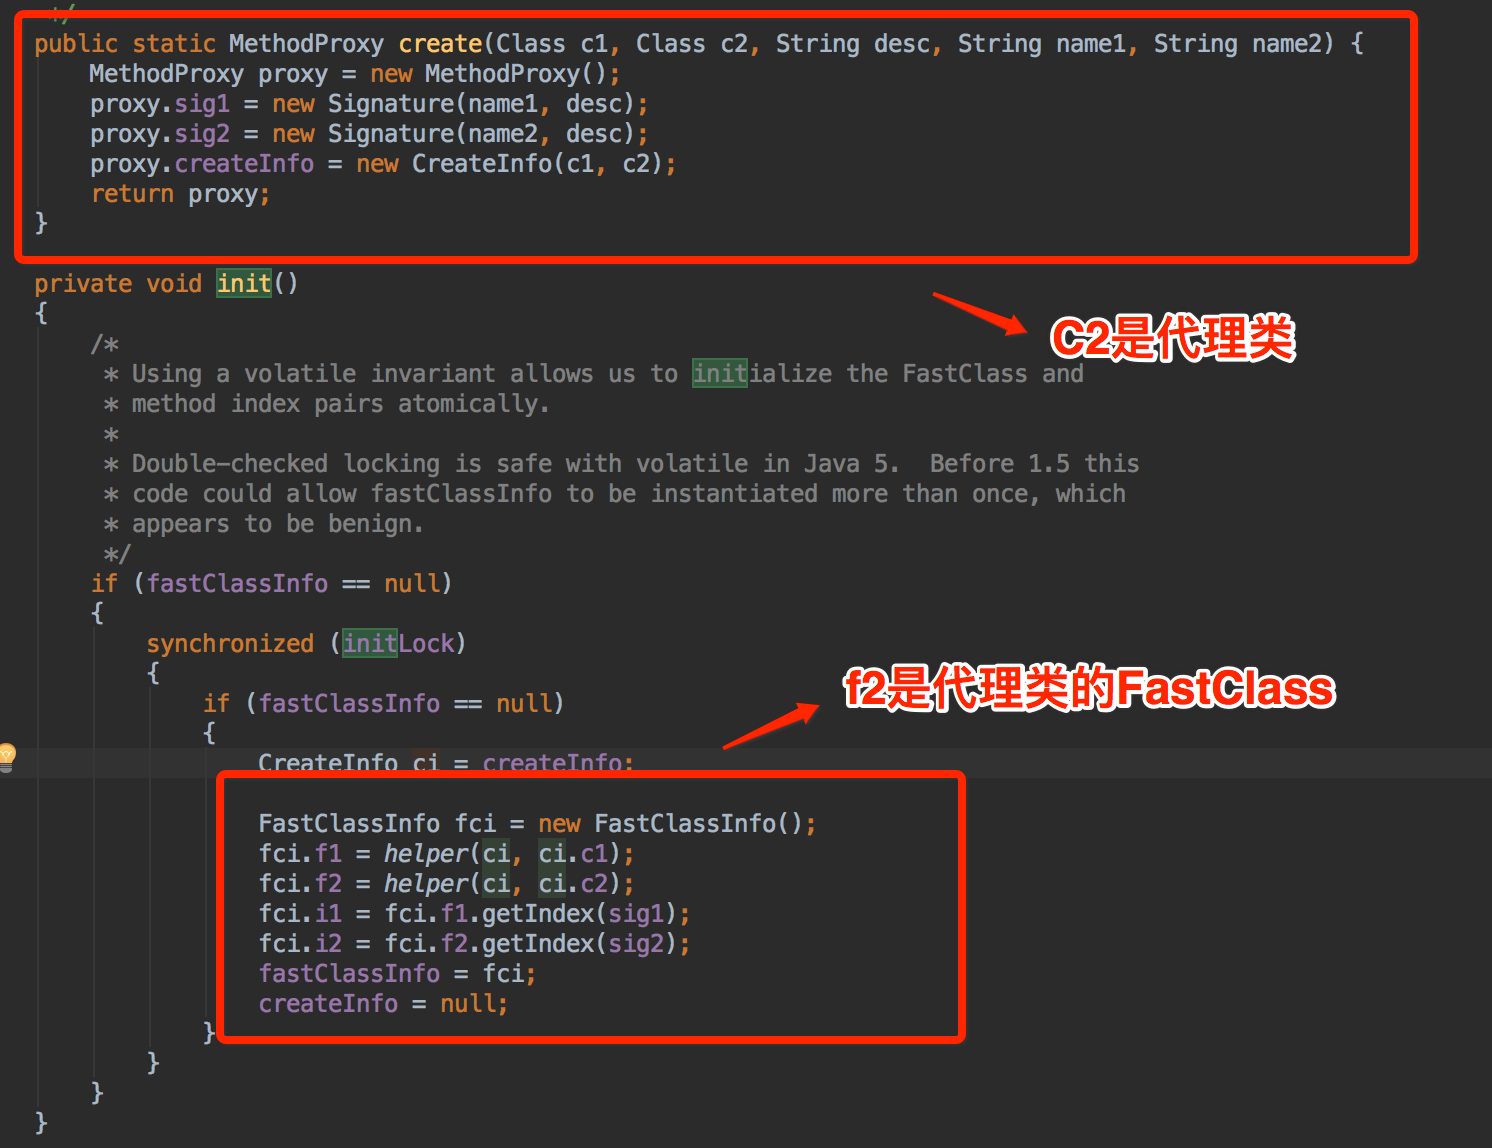 */
public static MethodProxy create(Class c1, Class c2, String desc, String name1, String name2) {
    MethodProxy proxy = new MethodProxy();
    proxy.sig1 = new Signature(name1, desc);
    proxy.sig2 = new Signature(name2, desc);
    proxy.createInfo = new CreateInfo(c1, c2);
    return proxy;
}
private void init()
{
C2是代理类
    /*
     * Using a volatile invariant allows us to initialize the FastClass and
     * method index pairs atomically.
     *
     * Double-checked locking is safe with volatile in Java 5.  Before 1.5 this
     * code could allow fastClassInfo to be instantiated more than once, which
     * appears to be benign.
     */
    if (fastClassInfo == null)
    {
        synchronized (initLock)
        {
f2是代理类的FastClass
            if (fastClassInfo == null)
            {
                CreateInfo ci = createInfo;
                FastClassInfo fci = new FastClassInfo();
                fci.f1 = helper(ci, ci.c1);
                fci.f2 = helper(ci, ci.c2);
                fci.i1 = fci.f1.getIndex(sig1);
                fci.i2 = fci.f2.getIndex(sig2);
                fastClassInfo = fci;
                createInfo = null;
            }
        }
    }
}